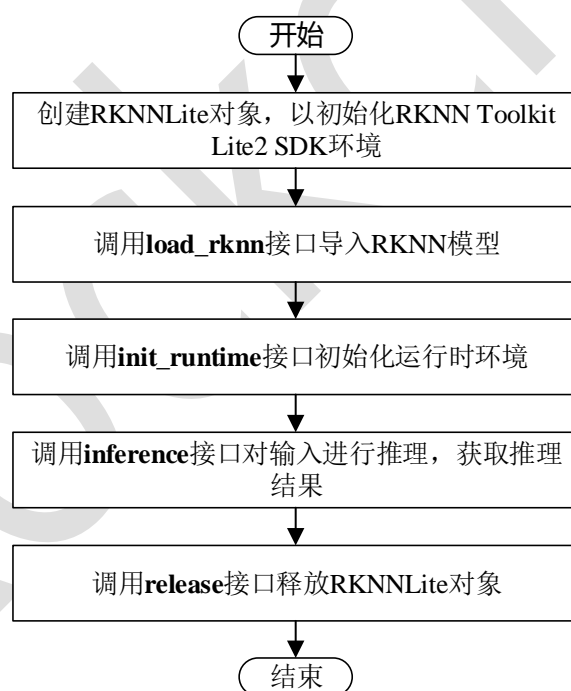 开始
创建RKNNLite对象，以初始化RKNN Toolkit
Lite2 SDK环境
调用load_rknn接口导入RKNN模型
调用init_runtime接口初始化运行时环境
调用inference接口对输入进行推理，获取推理
结果
调用release接口释放RKNNLite对象
结束